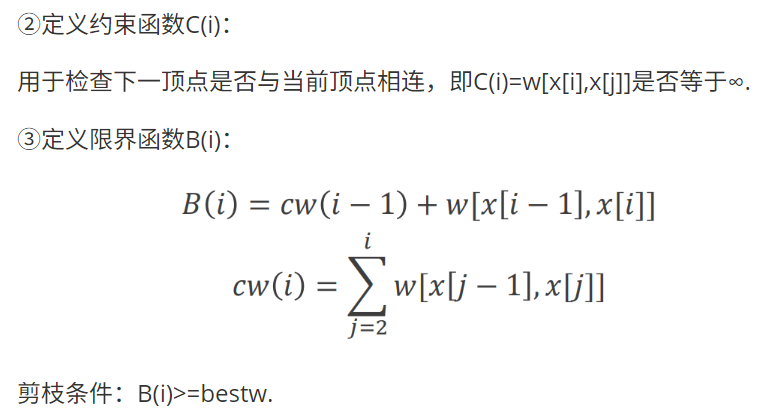 ②定义约束函数C(i)：
用于检查下一顶点是否与当前顶点相连，即C(i)=w[x[i],x[j]]是否等于∞.
③定义限界函数B(i)：
B(i) = cw(i − 1) + w[x[i − 1], x[i]]
i
cw(i) = ∑ w[x[j − 1], x[j]]
j=2
剪枝条件：B(i)>=bestw.